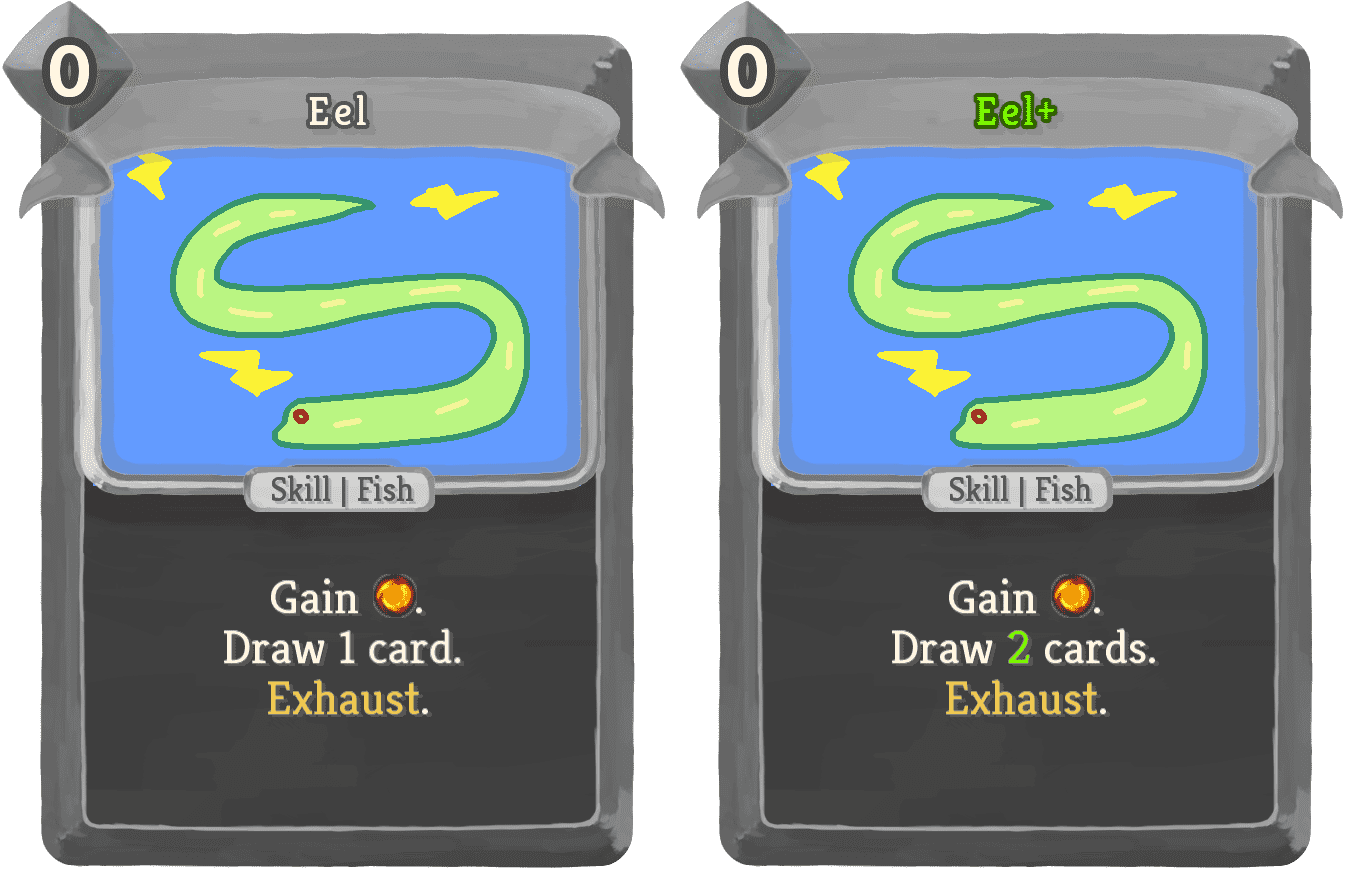 0
Eel
Skill | Fish
Gain .
Draw 1 card.
Exhaust.
0
Eel+
Skill | Fish
Gain .
Draw 2 cards.
Exhaust.